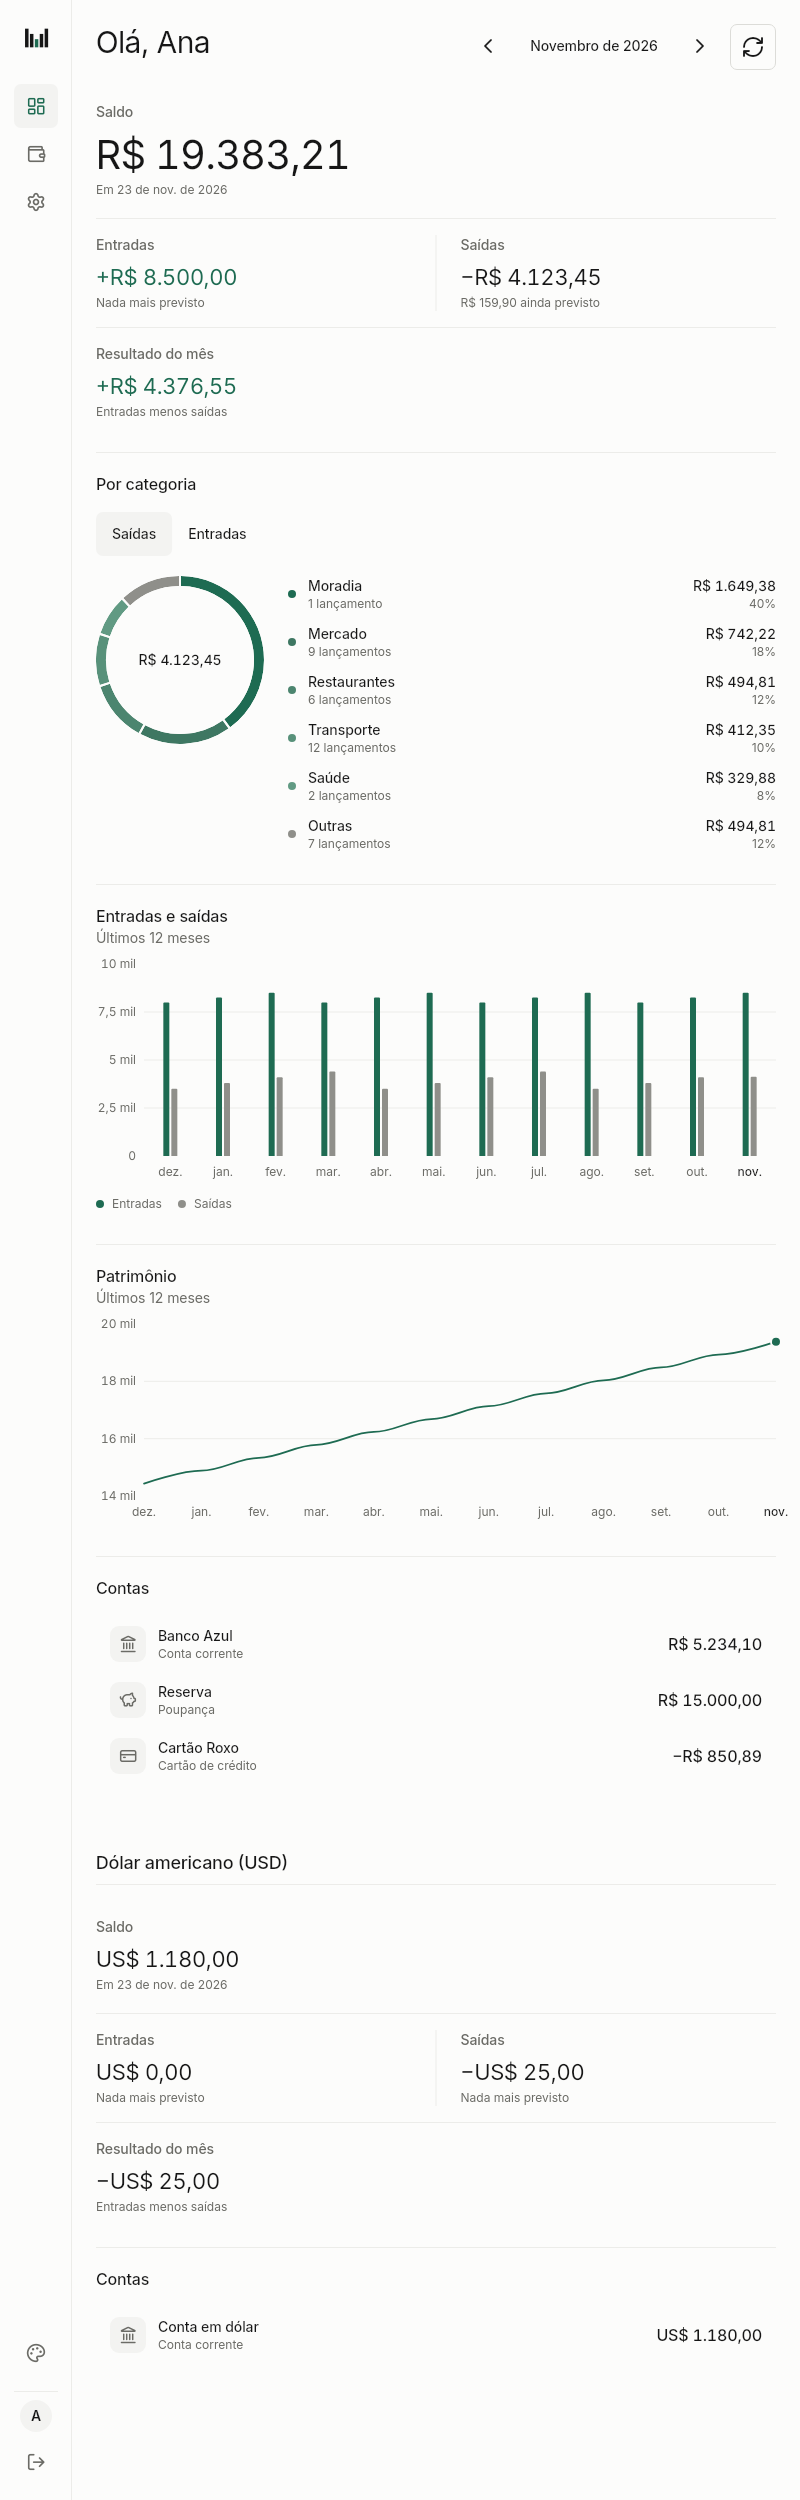 Olá, Ana
Novembro de 2026
Saldo
R$ 19.383,21
Em 23 de nov. de 2026
Entradas
+R$ 8.500,00
Nada mais previsto
Saídas
−R$ 4.123,45
R$ 159,90 ainda previsto
Resultado do mês
+R$ 4.376,55
Entradas menos saídas
Por categoria
Saídas
Entradas
R$ 4.123,45
Moradia
1 lançamento
R$ 1.649,38
40%
Mercado
9 lançamentos
R$ 742,22
18%
Restaurantes
6 lançamentos
R$ 494,81
12%
Transporte
12 lançamentos
R$ 412,35
10%
Saúde
2 lançamentos
R$ 329,88
8%
Outras
7 lançamentos
R$ 494,81
12%
Entradas e saídas
Últimos 12 meses
10 mil
7,5 mil
5 mil
2,5 mil
0
dez. jan. fev. mar. abr. mai. jun. jul. ago. set. out. nov.
Entradas Saídas
Patrimônio
Últimos 12 meses
20 mil
18 mil
16 mil
14 mil
dez. jan. fev. mar. abr. mai. jun. jul. ago. set. out. nov.
Contas
Banco Azul
Conta corrente
R$ 5.234,10
Reserva
Poupança
R$ 15.000,00
Cartão Roxo
Cartão de crédito
−R$ 850,89
Dólar americano (USD)
Saldo
US$ 1.180,00
Em 23 de nov. de 2026
Entradas
US$ 0,00
Nada mais previsto
Saídas
−US$ 25,00
Nada mais previsto
Resultado do mês
−US$ 25,00
Entradas menos saídas
Contas
Conta em dólar
Conta corrente
US$ 1.180,00
A